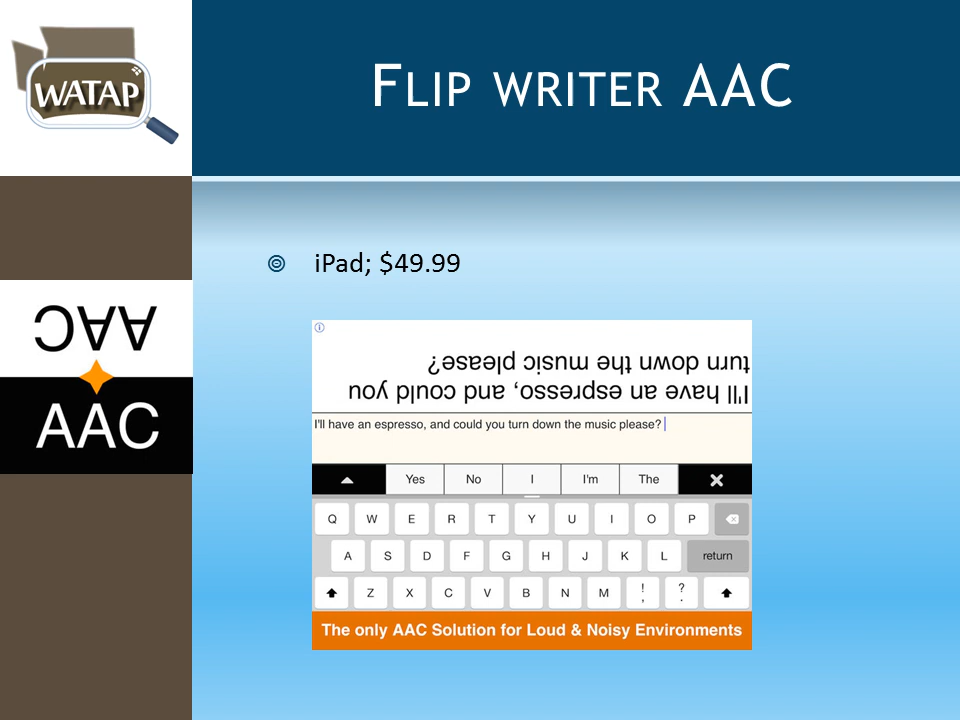 WATAP
FLIP WRITER AAC
iPad; $49.99
AAC
AAC
I'll have an espresso, and could you
turn down the music please?
I'll have an espresso, and could you turn down the music please?
Yes No I I'm The
Q W E R T Y U I O P
A S D F G H J K L return
Z X C V B N M ! , ? .
The only AAC Solution for Loud & Noisy Environments